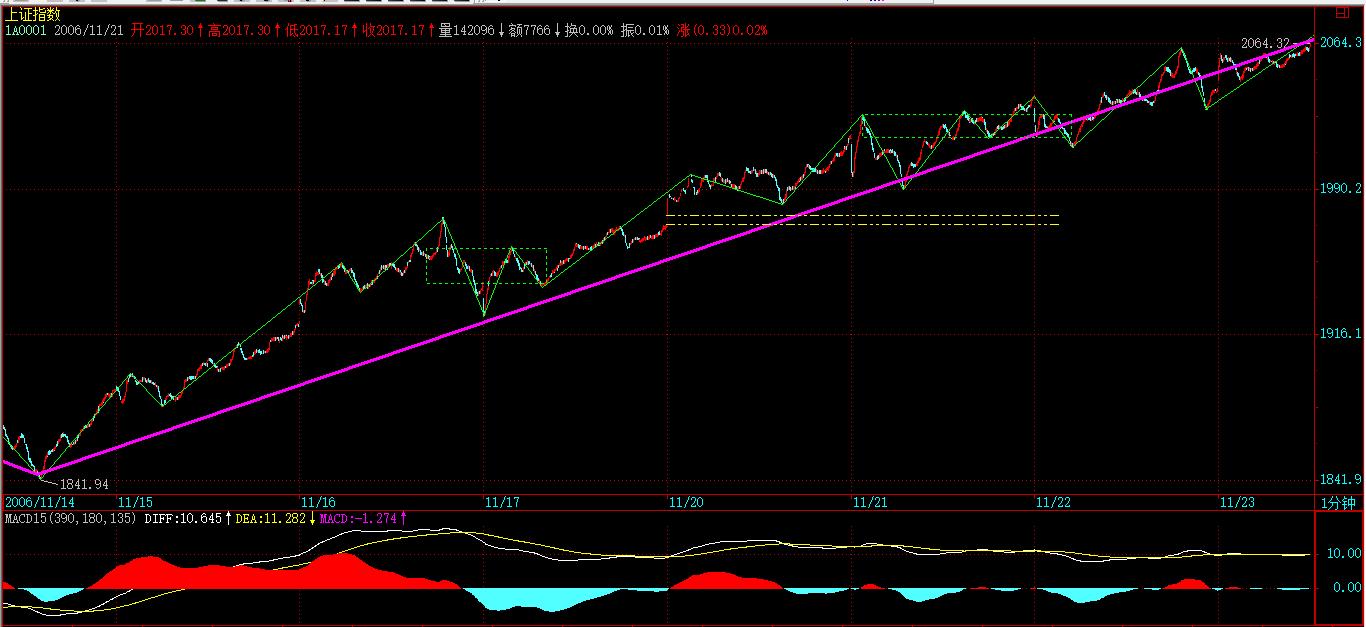 上证指数
1A0001 2006/11/21 开2017.30↑高2017.30↑低2017.17↑收2017.17↑量142096↓额7766↓换0.00% 振0.01% 涨(0.33)0.02%
2064.32 2064.3
1990.2
1916.1
1841.94 1841.9
2006/11/14 11/15 11/16 11/17 11/20 11/21 11/22 11/23 1分钟
MACD15(390,180,135) DIFF:10.645↑DEA:11.282↓MACD:-1.274↑
10.00
0.00